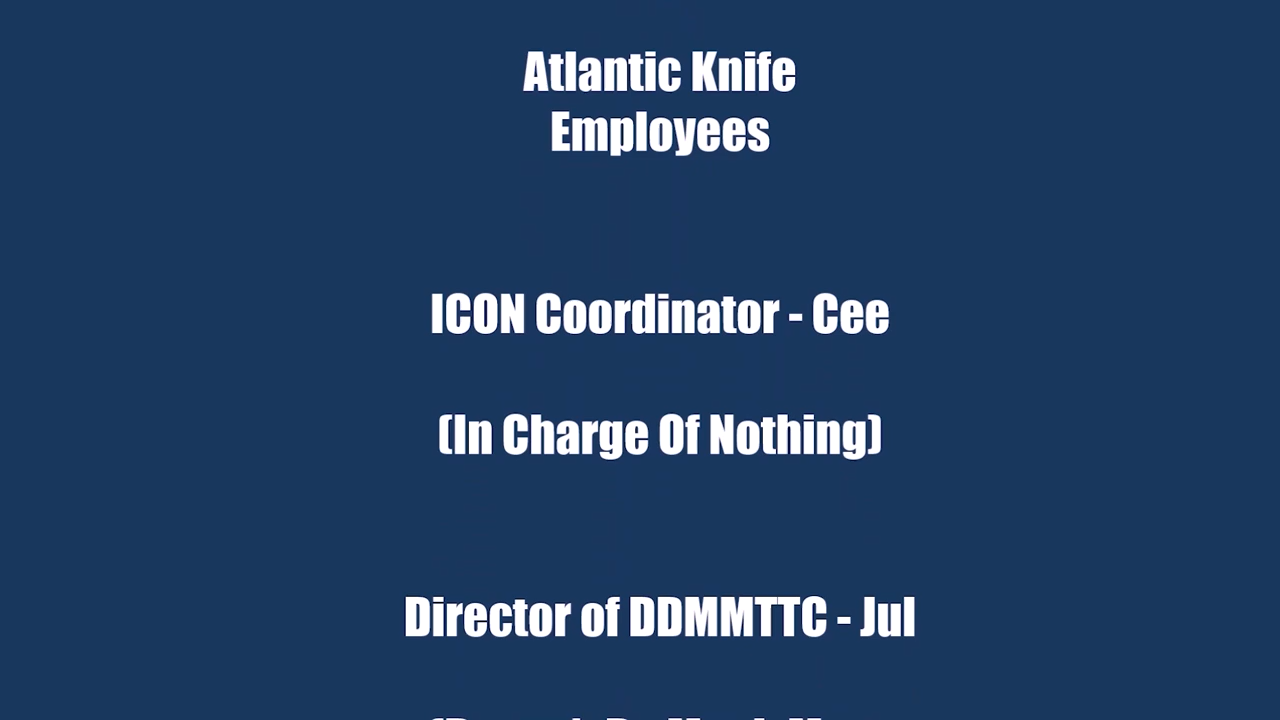 Atlantic Knife
Employees
ICON Coordinator - Cee
(In Charge Of Nothing)
Director of DDMMTTC - Jul